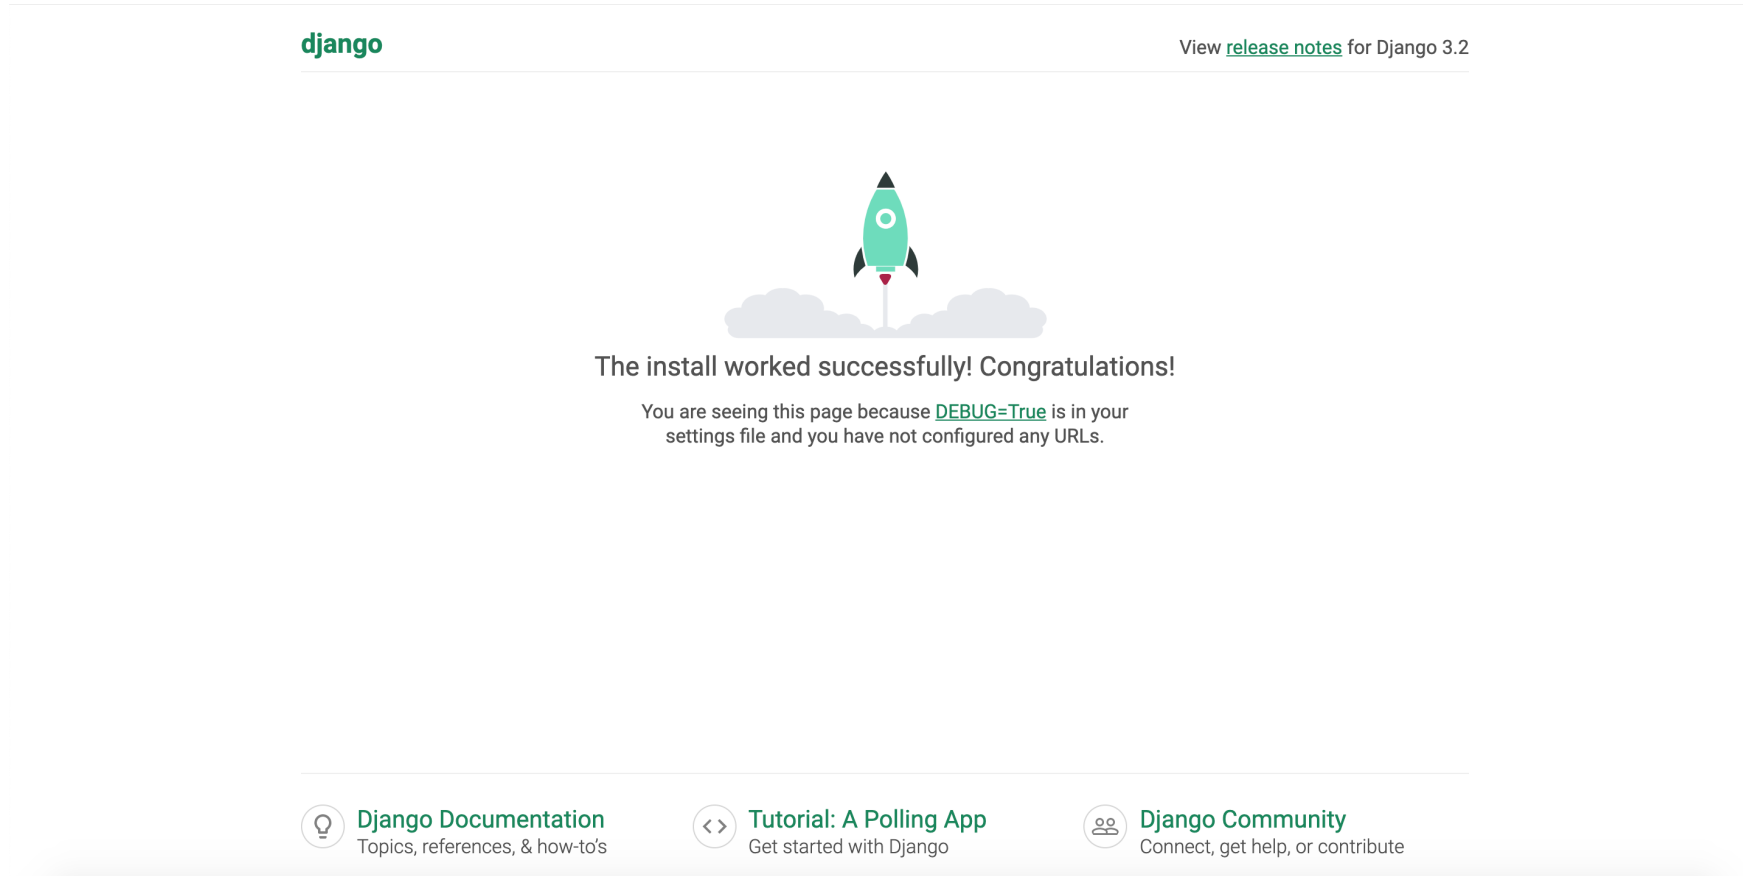 django
View release notes for Django 3.2
The install worked successfully! Congratulations!
You are seeing this page because DEBUG=True is in your
settings file and you have not configured any URLs.
Django Documentation
Topics, references, & how-to’s
Tutorial: A Polling App
Get started with Django
Django Community
Connect, get help, or contribute